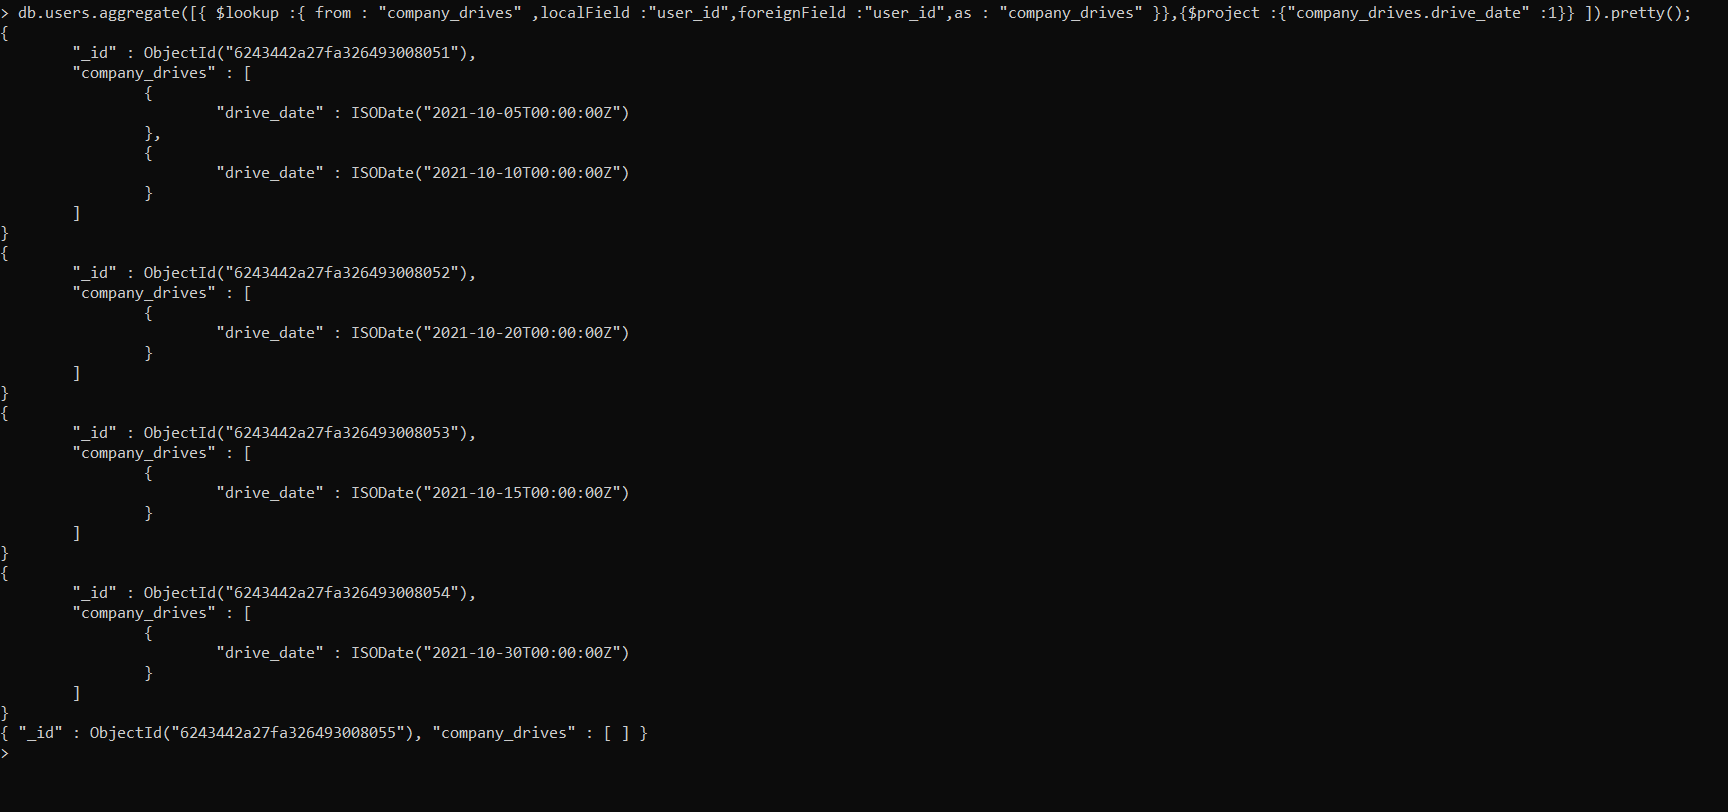 > db.users.aggregate([{ $lookup :{ from : "company_drives" ,localField :"user_id",foreignField :"user_id",as : "company_drives" }},{$project :{"company_drives.drive_date" :1}} ]).pretty();
{
        "_id" : ObjectId("6243442a27fa326493008051"),
        "company_drives" : [
                {
                        "drive_date" : ISODate("2021-10-05T00:00:00Z")
                },
                {
                        "drive_date" : ISODate("2021-10-10T00:00:00Z")
                }
        ]
}
{
        "_id" : ObjectId("6243442a27fa326493008052"),
        "company_drives" : [
                {
                        "drive_date" : ISODate("2021-10-20T00:00:00Z")
                }
        ]
}
{
        "_id" : ObjectId("6243442a27fa326493008053"),
        "company_drives" : [
                {
                        "drive_date" : ISODate("2021-10-15T00:00:00Z")
                }
        ]
}
{
        "_id" : ObjectId("6243442a27fa326493008054"),
        "company_drives" : [
                {
                        "drive_date" : ISODate("2021-10-30T00:00:00Z")
                }
        ]
}
{ "_id" : ObjectId("6243442a27fa326493008055"), "company_drives" : [ ] }
>